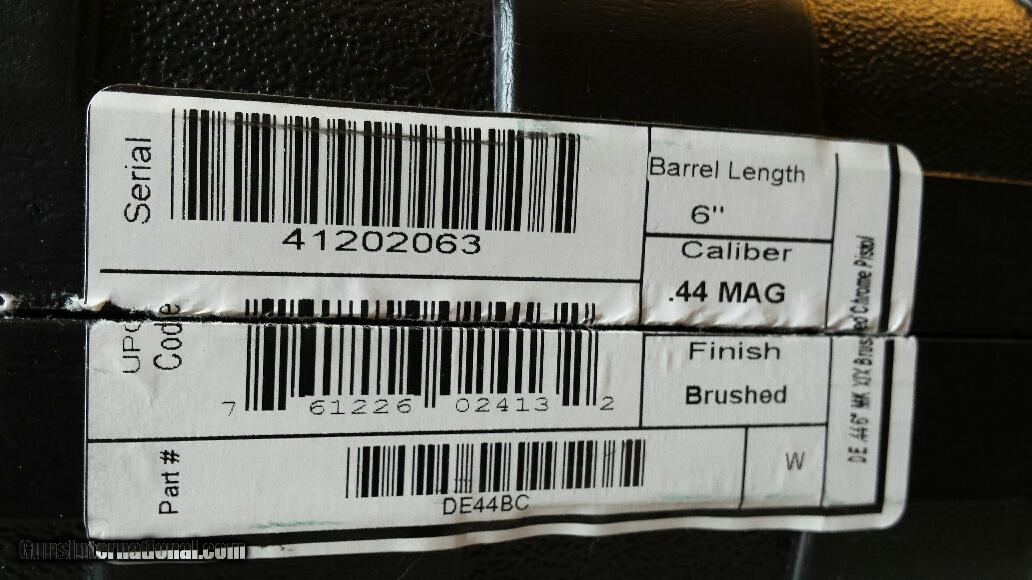 Serial
41202063
Barrel Length
6"
Caliber
.44 MAG
UPC
Code
7 61226 02413 2
Finish
Brushed
Part #
DE44BC
W
DE .44 6" MK XIX Brushed Chrome Pistol
GunsInternational.com